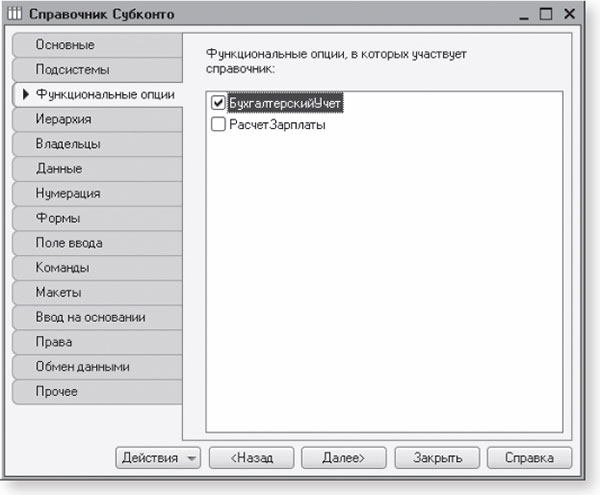 Справочник Субконто
Основные
Подсистемы
Функциональные опции
Иерархия
Владельцы
Данные
Нумерация
Формы
Поле ввода
Команды
Макеты
Ввод на основании
Права
Обмен данными
Прочее
Функциональные опции, в которых участвует
справочник:
БухгалтерскийУчет
РасчетЗарплаты
Действия
<Назад
Далее>
Закрыть
Справка